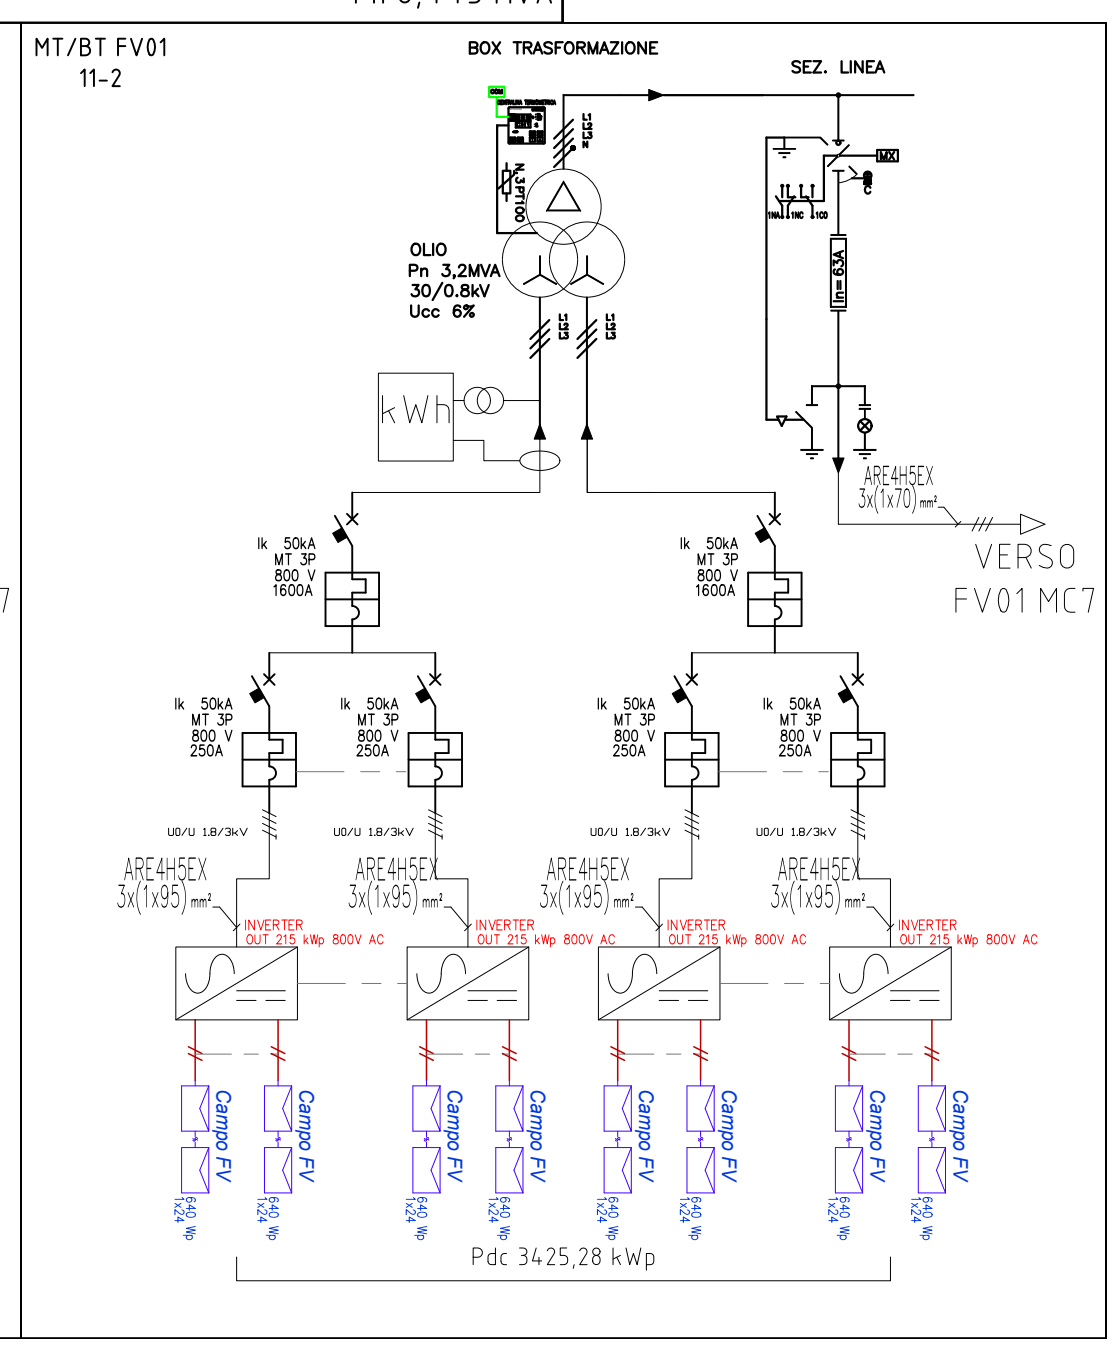 MT/BT FV01
11-2
BOX TRASFORMAZIONE
SEZ. LINEA
COM
CENTRALINA TERMOMETRICA
L1
L2
L3
N
N.3PT100
MX
C
1NA
1NC
1CO
In= 63A
OLIO
Pn 3,2MVA
30/0.8kV
Ucc 6%
L1
L2
L3
L1
L2
L3
kWh
ARE4H5EX
3x(1x70) mm²
VERSO
FV01 MC7
7
Ik 50kA
MT 3P
800 V
1600A
Ik 50kA
MT 3P
800 V
1600A
Ik 50kA
MT 3P
800 V
250A
Ik 50kA
MT 3P
800 V
250A
Ik 50kA
MT 3P
800 V
250A
Ik 50kA
MT 3P
800 V
250A
U0/U 1.8/3kV
U0/U 1.8/3kV
U0/U 1.8/3kV
U0/U 1.8/3kV
ARE4H5EX
3x(1x95) mm²
ARE4H5EX
3x(1x95) mm²
ARE4H5EX
3x(1x95) mm²
ARE4H5EX
3x(1x95) mm²
INVERTER
OUT 215 kWp 800V AC
INVERTER
OUT 215 kWp 800V AC
INVERTER
OUT 215 kWp 800V AC
INVERTER
OUT 215 kWp 800V AC
Campo FV
640 Wp
1x24
Campo FV
640 Wp
1x24
Campo FV
640 Wp
1x24
Campo FV
640 Wp
1x24
Campo FV
640 Wp
1x24
Campo FV
640 Wp
1x24
Campo FV
640 Wp
1x24
Campo FV
640 Wp
1x24
Pdc 3425,28 kWp